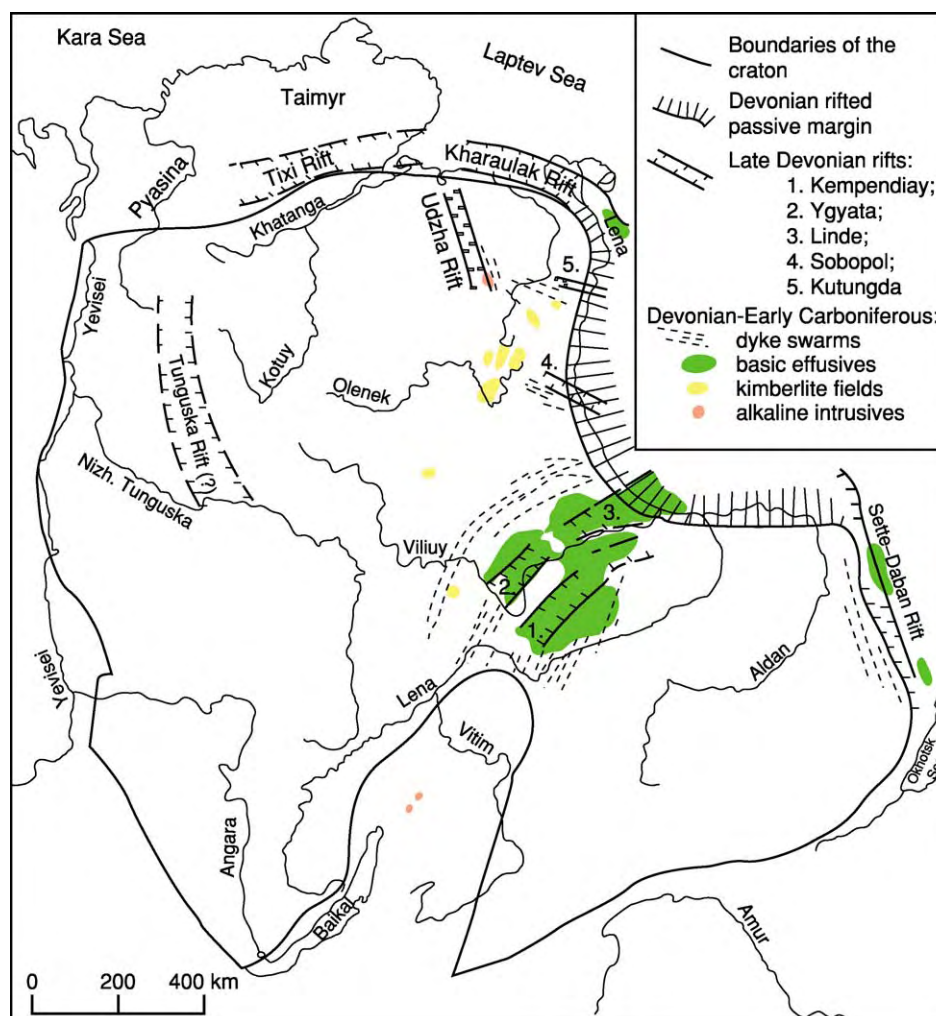 Kara Sea
Laptev Sea
Taimyr
Pyasina
Tixi Rift
Kharaulak Rift
Khatanga
Udzha Rift
Lena
Yevisei
Kotuy
Tunguska Rift (?)
Olenek
Nizh. Tunguska
5.
4.
3.
Viliuy
2.
1.
Sette-Daban Rift
Yevisei
Lena
Vitim
Aldan
Okhotsk
Angara
Baikal
Amur
0 200 400 km
Boundaries of the
craton
Devonian rifted
passive margin
Late Devonian rifts:
1. Kempendiay;
2. Ygyata;
3. Linde;
4. Sobopol;
5. Kutungda
Devonian-Early Carboniferous:
dyke swarms
basic effusives
kimberlite fields
alkaline intrusives